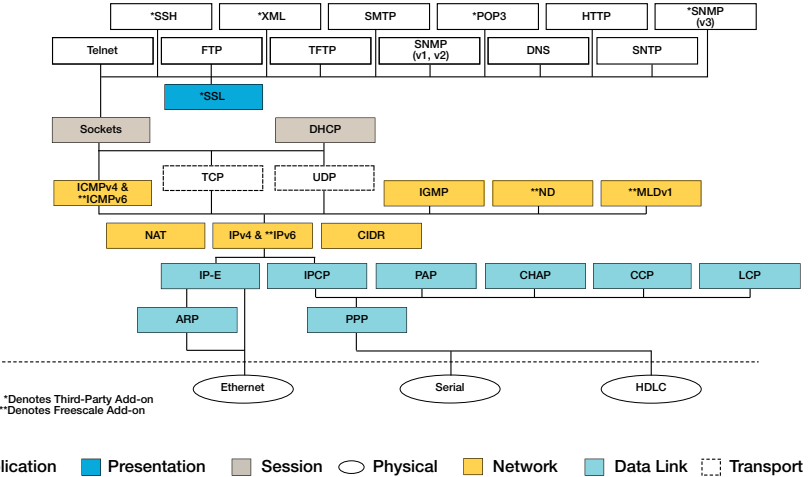 *SSH *XML SMTP *POP3 HTTP *SNMP
(v3)
Telnet FTP TFTP SNMP
(v1, v2) DNS SNTP
*SSL
Sockets DHCP
ICMPv4 &
**ICMPv6 TCP UDP IGMP **ND **MLDv1
NAT IPv4 & **IPv6 CIDR
IP-E IPCP PAP CHAP CCP LCP
ARP PPP
Ethernet Serial HDLC
*Denotes Third-Party Add-on
**Denotes Freescale Add-on
lication Presentation Session Physical Network Data Link Transport